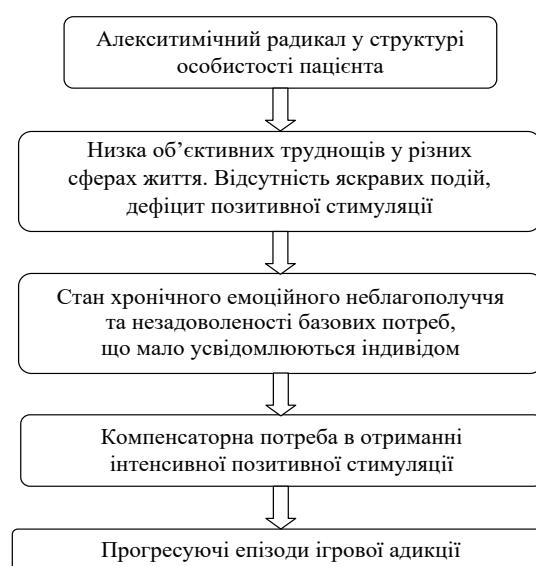 Алекситимічний радикал у структурі
особистості пацієнта
Низка об’єктивних труднощів у різних
сферах життя. Відсутність яскравих подій,
дефіцит позитивної стимуляції
Стан хронічного емоційного неблагополуччя
та незадоволеності базових потреб,
що мало усвідомлюються індивідом
Компенсаторна потреба в отриманні
інтенсивної позитивної стимуляції
Прогресуючі епізоди ігрової адикції